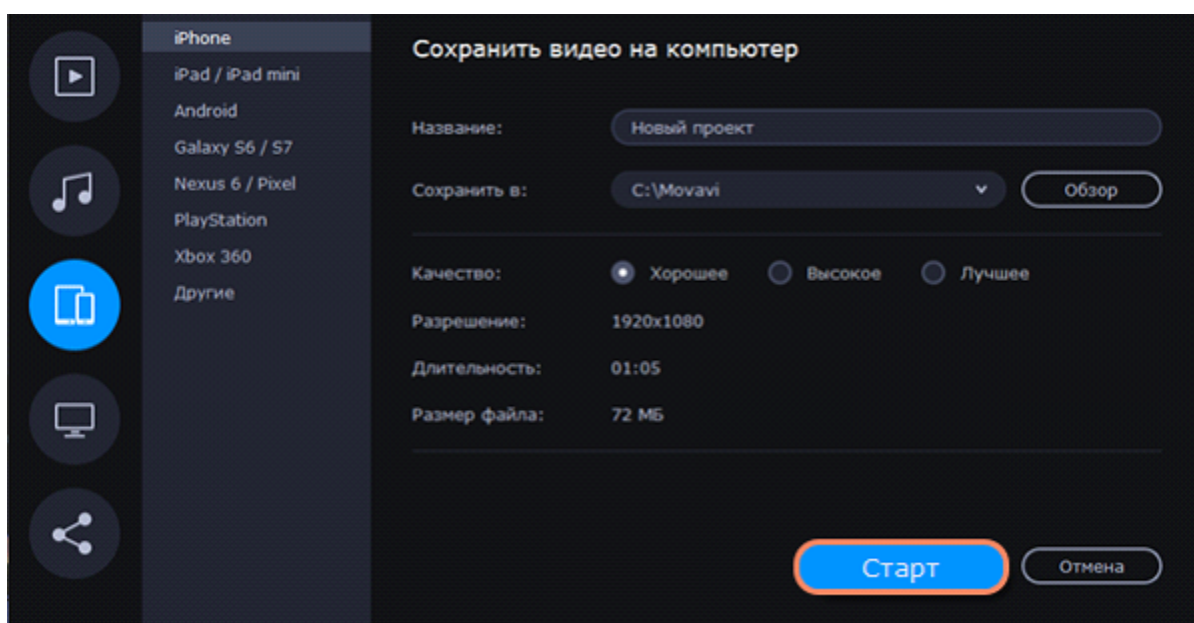 iPhone
iPad / iPad mini
Android
Galaxy S6 / S7
Nexus 6 / Pixel
PlayStation
Xbox 360
Другие
Сохранить видео на компьютер
Название: Новый проект
Сохранить в: C:\Movavi Обзор
Качество: Хорошее Высокое Лучшее
Разрешение: 1920x1080
Длительность: 01:05
Размер файла: 72 МБ
Старт Отмена